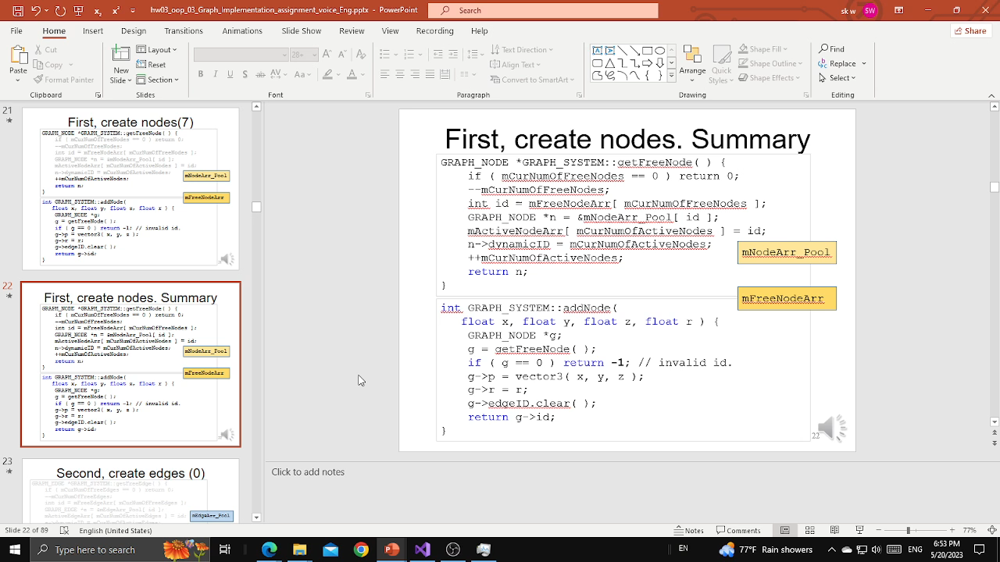 hw03_03_Graph_Edges_Animation_voice_Eng.pptx - PowerPoint
Search
sk w
SW
File Home Insert Design Transitions Animations Slide Show Review View Recording Help
Share
Paste
Cut
Copy
Format Painter
Clipboard
New Slide
Layout
Reset
Section
Slides
28+
Font
Text Direction
Align Text
Convert to SmartArt
Paragraph
Arrange
Quick Styles
Shape Fill
Shape Outline
Shape Effects
Drawing
Find
Replace
Select
Editing
21
First, create nodes(7)
GRAPH_NODE *GRAPH_SYSTEM::getFreeNode( ) {
if ( mCurNumOfFreeNodes == 0 ) return 0;
--mCurNumOfFreeNodes;
int id = mFreeNodeArr[ mCurNumOfFreeNodes ];
GRAPH_NODE *n = &mNodeArr_Pool[ id ];
mActiveNodeArr[ mCurNumOfActiveNodes ] = id;
n->dynamicID = mCurNumOfActiveNodes;
++mCurNumOfActiveNodes;
return n;
}
mNodeArr_Pool
mFreeNodeArr
int GRAPH_SYSTEM::addNode(
float x, float y, float z, float r ) {
GRAPH_NODE *g;
g = getFreeNode( );
if ( g == 0 ) return -1; // invalid id.
g->p = vector3( x, y, z );
g->r = r;
g->edgeID.clear( );
return g->id;
}
22
First, create nodes. Summary
GRAPH_NODE *GRAPH_SYSTEM::getFreeNode( ) {
if ( mCurNumOfFreeNodes == 0 ) return 0;
--mCurNumOfFreeNodes;
int id = mFreeNodeArr[ mCurNumOfFreeNodes ];
GRAPH_NODE *n = &mNodeArr_Pool[ id ];
mActiveNodeArr[ mCurNumOfActiveNodes ] = id;
n->dynamicID = mCurNumOfActiveNodes;
++mCurNumOfActiveNodes;
return n;
}
mNodeArr_Pool
mFreeNodeArr
int GRAPH_SYSTEM::addNode(
float x, float y, float z, float r ) {
GRAPH_NODE *g;
g = getFreeNode( );
if ( g == 0 ) return -1; // invalid id.
g->p = vector3( x, y, z );
g->r = r;
g->edgeID.clear( );
return g->id;
}
23
Second, create edges (0)
GRAPH_EDGE *GRAPH_SYSTEM::getFreeEdge( ) {
if ( mCurNumOfFreeEdges == 0 ) return 0;
--mCurNumOfFreeEdges;
int id = mFreeEdgeArr[ mCurNumOfFreeEdges ];
GRAPH_EDGE *e = &mEdgeArr_Pool[ id ];
mActiveEdgeArr[ mCurNumOfActiveEdges ] = id;
mEdgeArr_Pool
First, create nodes. Summary
GRAPH_NODE *GRAPH_SYSTEM::getFreeNode( ) {
if ( mCurNumOfFreeNodes == 0 ) return 0;
--mCurNumOfFreeNodes;
int id = mFreeNodeArr[ mCurNumOfFreeNodes ];
GRAPH_NODE *n = &mNodeArr_Pool[ id ];
mActiveNodeArr[ mCurNumOfActiveNodes ] = id;
n->dynamicID = mCurNumOfActiveNodes;
++mCurNumOfActiveNodes;
return n;
}
mNodeArr_Pool
mFreeNodeArr
int GRAPH_SYSTEM::addNode(
float x, float y, float z, float r ) {
GRAPH_NODE *g;
g = getFreeNode( );
if ( g == 0 ) return -1; // invalid id.
g->p = vector3( x, y, z );
g->r = r;
g->edgeID.clear( );
return g->id;
}
22
Click to add notes
Slide 22 of 89 English (United States)
Notes Comments 77%
Type here to search
EN
77°F Rain showers
ENG
6:53 PM
5/20/2023